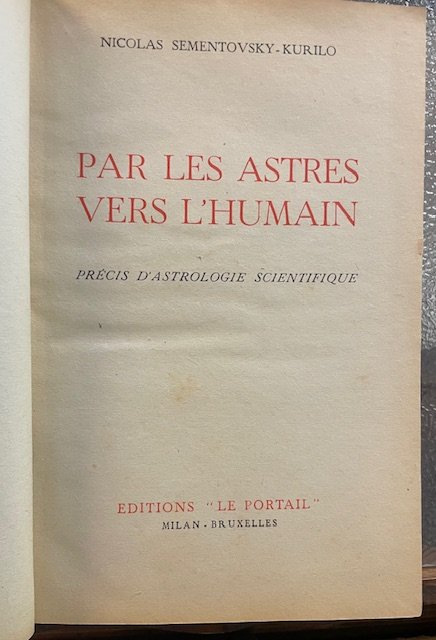 NICOLAS SEMENTOVSKY-KURILO
PAR LES ASTRES
VERS L'HUMAIN
PRÉCIS D'ASTROLOGIE SCIENTIFIQUE
EDITIONS "LE PORTAIL"
MILAN - BRUXELLES